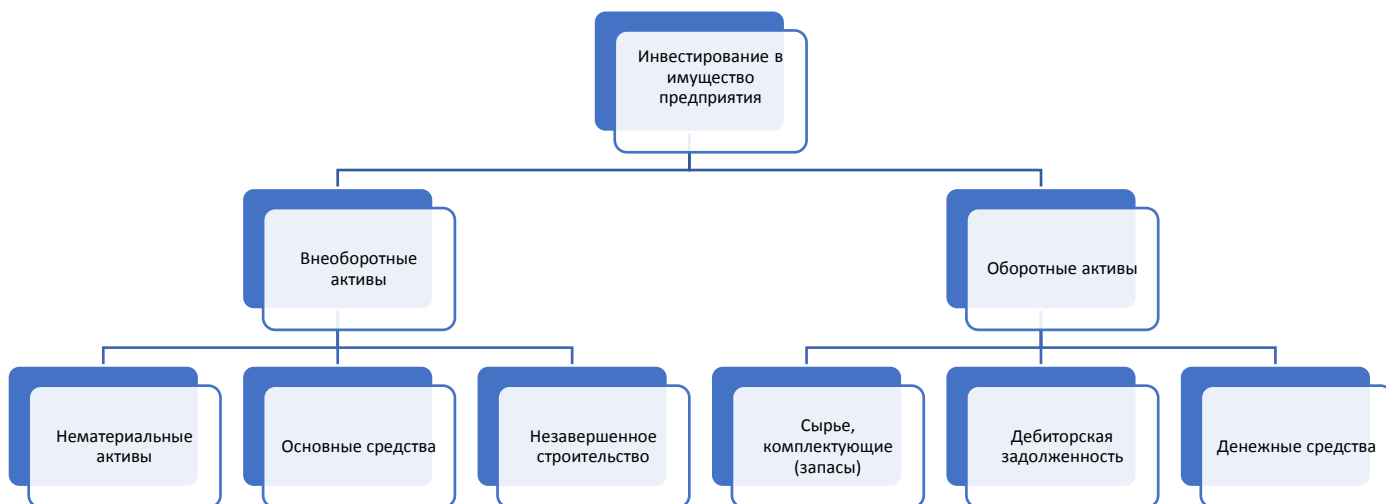 Инвестирование в
имущество
предприятия
Внеоборотные
активы
Оборотные активы
Нематериальные
активы
Основные средства
Незавершенное
строительство
Сырье,
комплектующие
(запасы)
Дебиторская
задолженность
Денежные средства